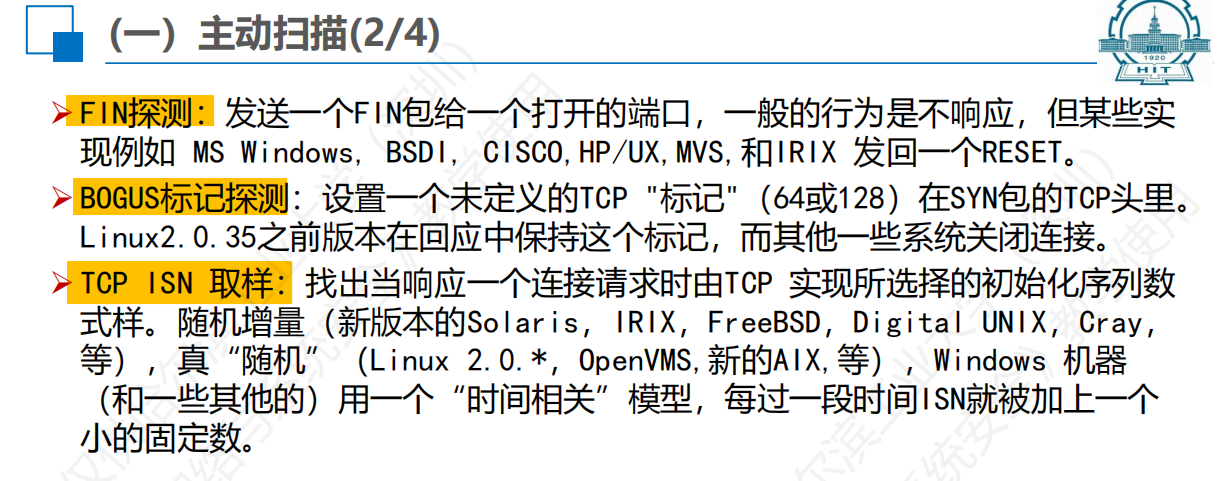 (一) 主动扫描(2/4)
1920
HIT
FIN探测: 发送一个FIN包给一个打开的端口，一般的行为是不响应，但某些实
现例如 MS Windows, BSDI, CISCO,HP/UX,MVS,和IRIX 发回一个RESET。
BOGUS标记探测: 设置一个未定义的TCP "标记"（64或128）在SYN包的TCP头里。
Linux2.0.35之前版本在回应中保持这个标记，而其他一些系统关闭连接。
TCP ISN 取样: 找出当响应一个连接请求时由TCP 实现所选择的初始化序列数
式样。随机增量（新版本的Solaris, IRIX, FreeBSD, Digital UNIX, Cray,
等），真“随机”（Linux 2.0.*, OpenVMS,新的AIX,等）, Windows 机器
（和一些其他的）用一个“时间相关”模型，每过一段时间ISN就被加上一个
小的固定数。